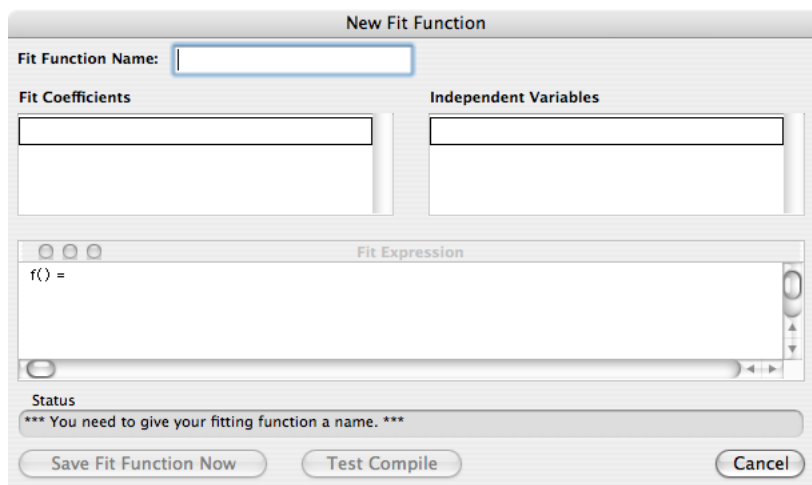 New Fit Function
Fit Function Name:
Fit Coefficients
Independent Variables
Fit Expression
f() =
Status
*** You need to give your fitting function a name. ***
Save Fit Function Now
Test Compile
Cancel